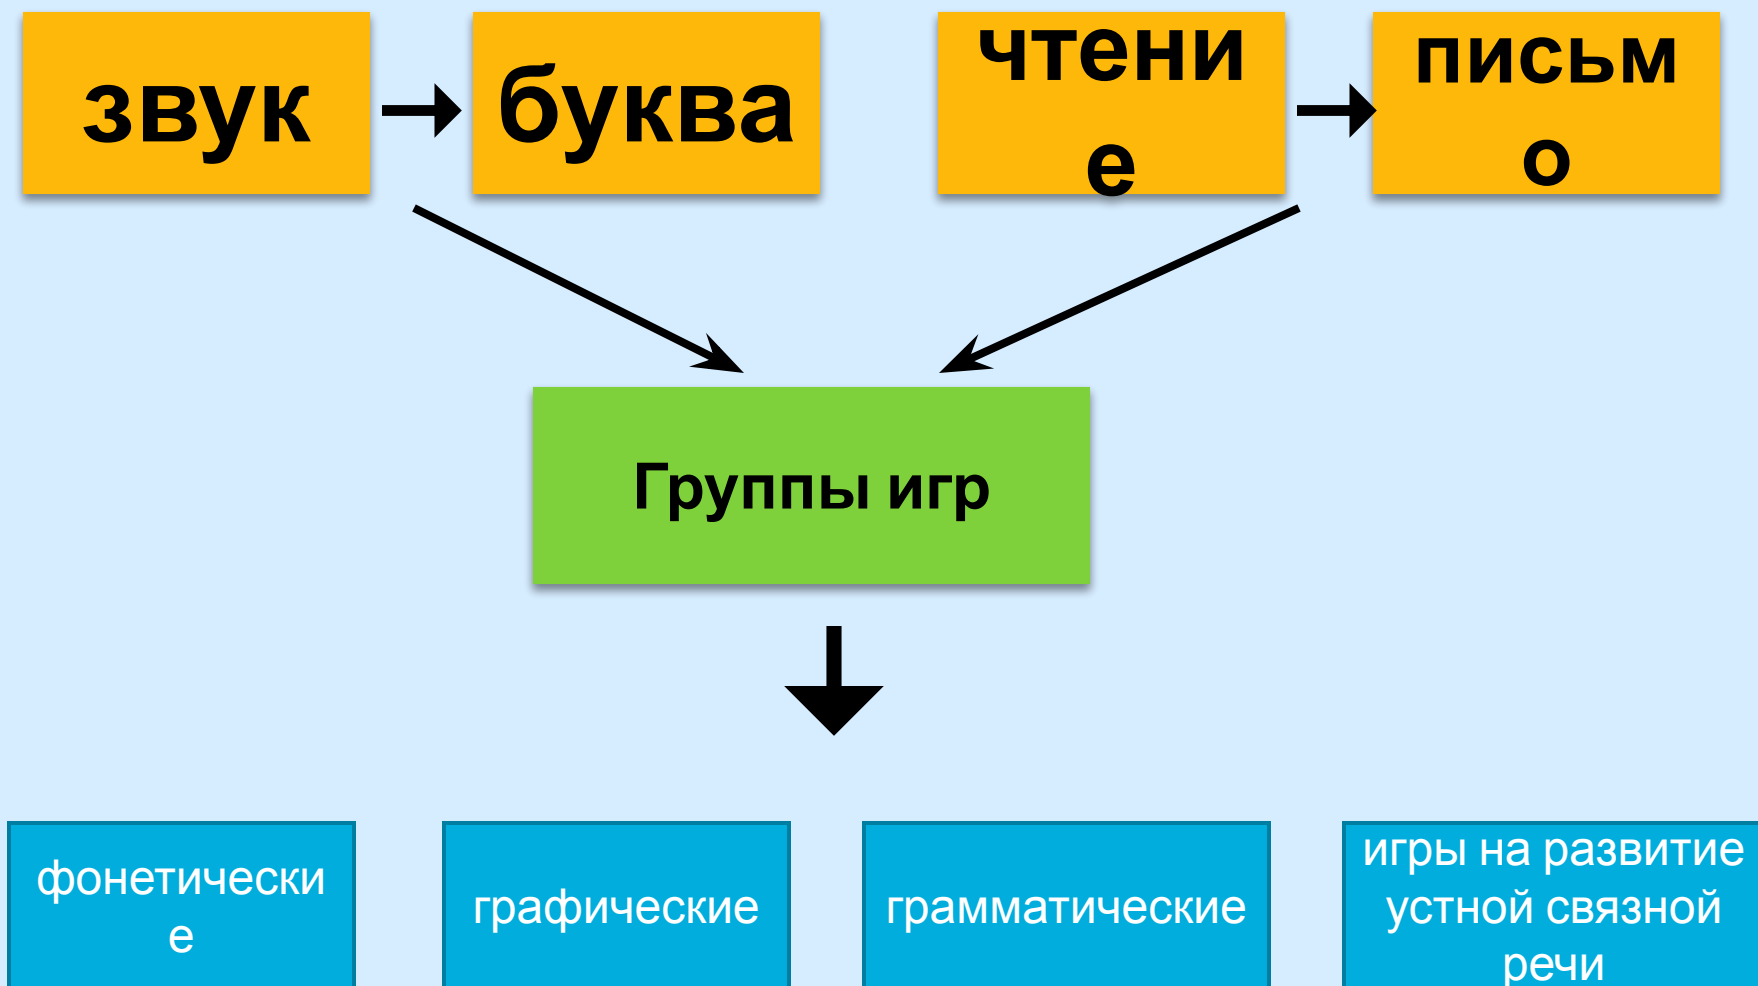 звук
буква
чтени
е
письм
о
Группы игр
фонетически
е
графические
грамматические
игры на развитие
устной связной
речи